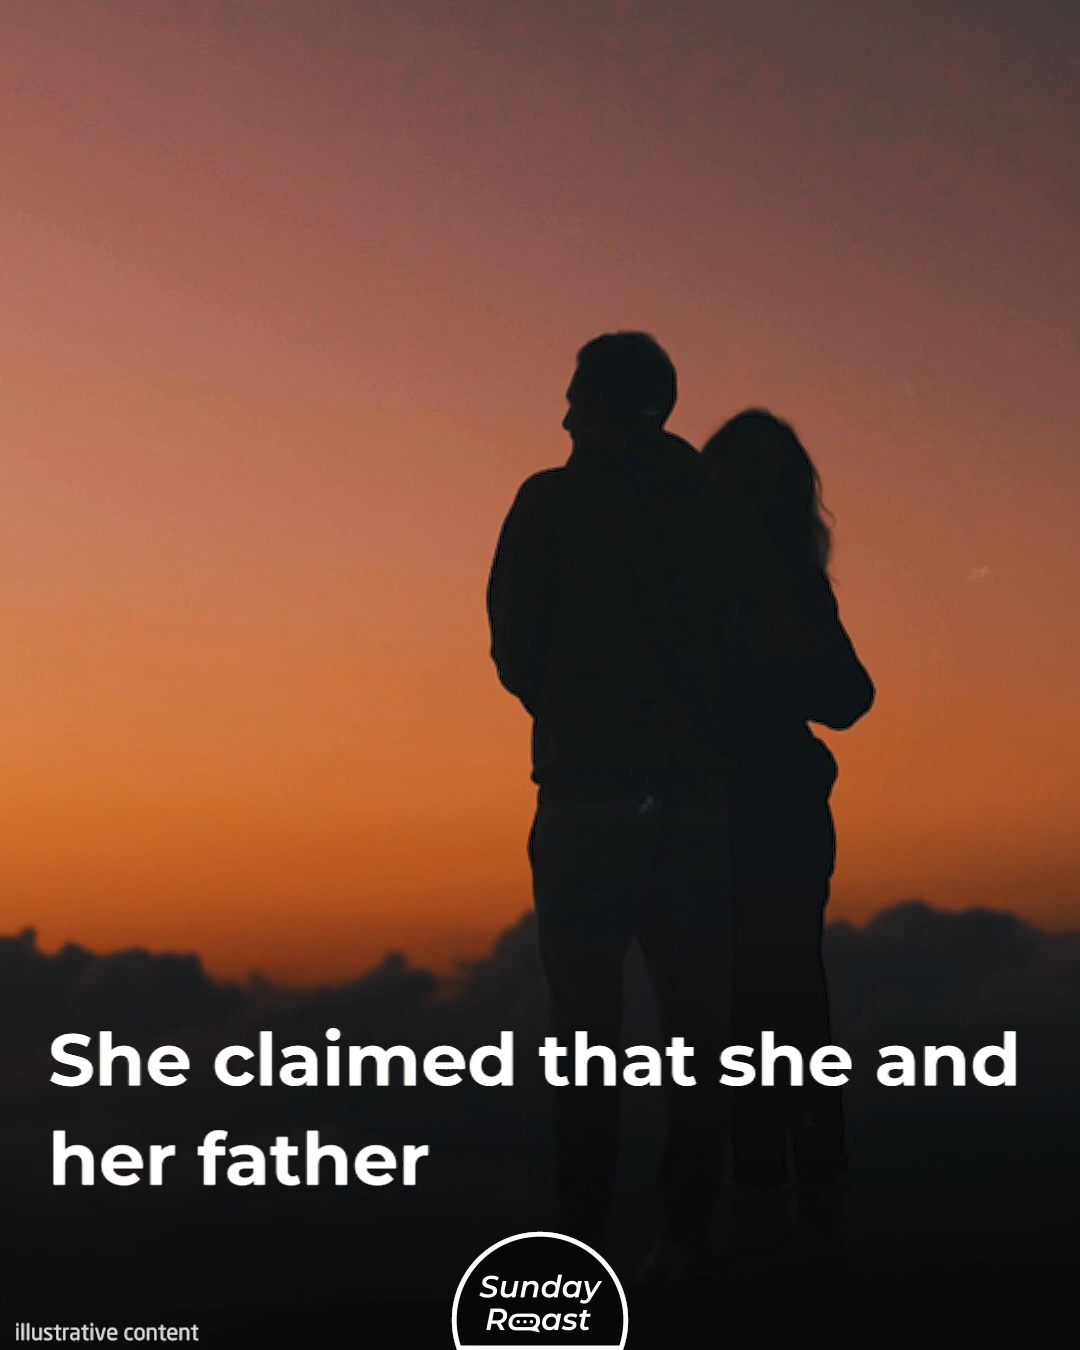 She claimed that she and
her father
Sunday
Roast
illustrative content